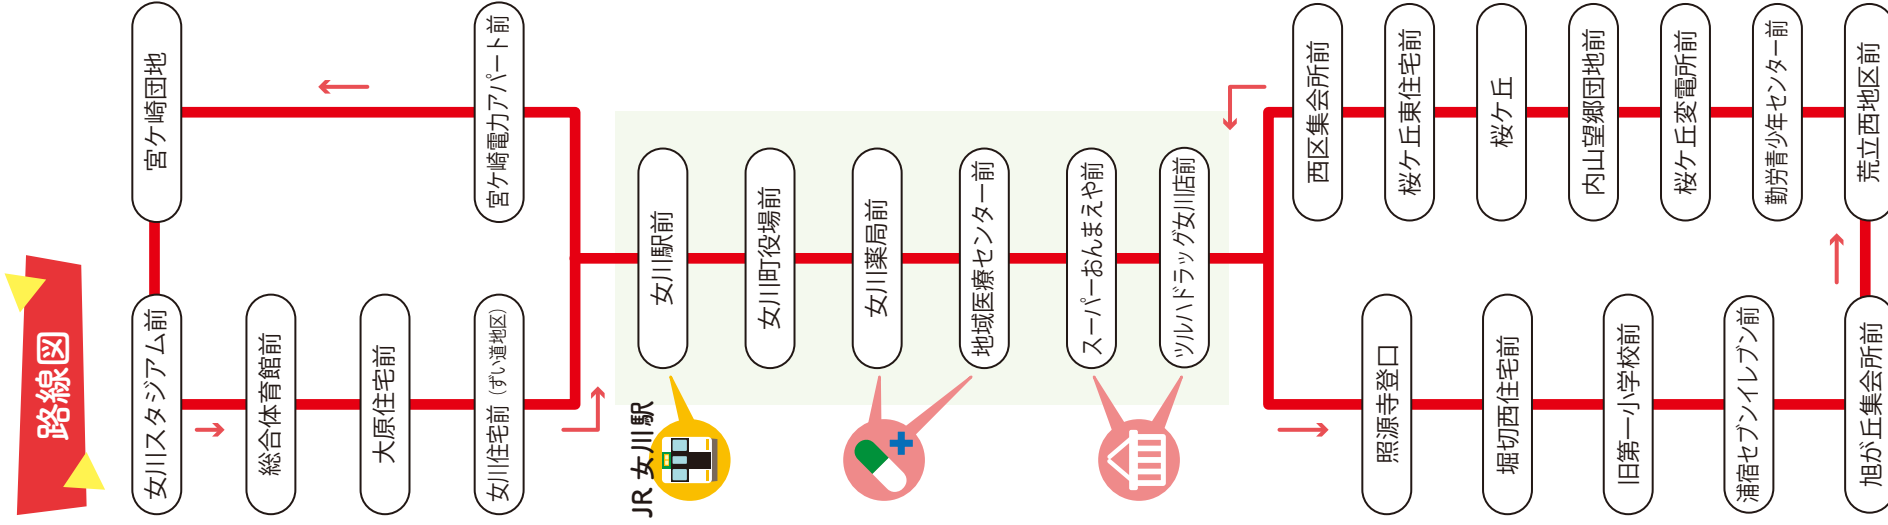 路線図
宮ケ崎団地
宮ケ崎電力アパート前
女川スタジアム前
総合体育館前
大原住宅前
女川住宅前（ずい道地区）
女川駅前
女川町役場前
女川薬局前
地域医療センター前
スーパーおんまえや前
ツルハドラッグ女川店前
JR 女川駅
西区集会所前
桜ケ丘東住宅前
桜ケ丘
内山望郷団地前
桜ケ丘変電所前
勤労青少年センター前
荒立西地区前
照源寺登口
堀切西住宅前
旧第一小学校前
浦宿セブンイレブン前
旭が丘集会所前